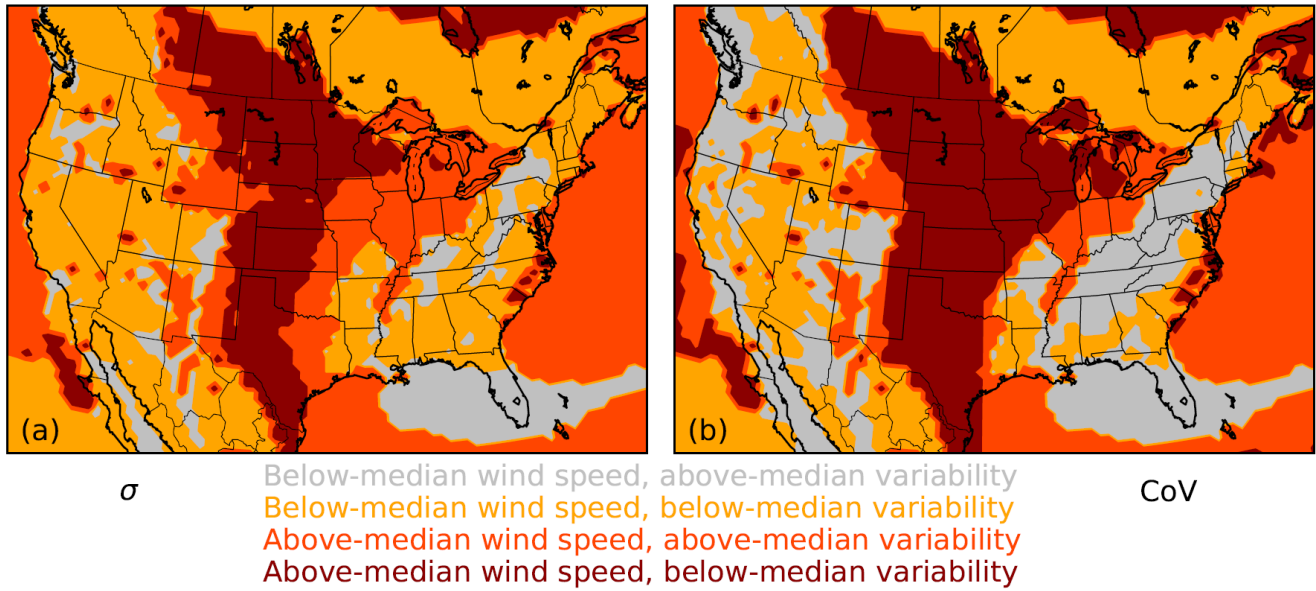 (a)
(b)
σ
CoV
Below-median wind speed, above-median variability
Below-median wind speed, below-median variability
Above-median wind speed, above-median variability
Above-median wind speed, below-median variability